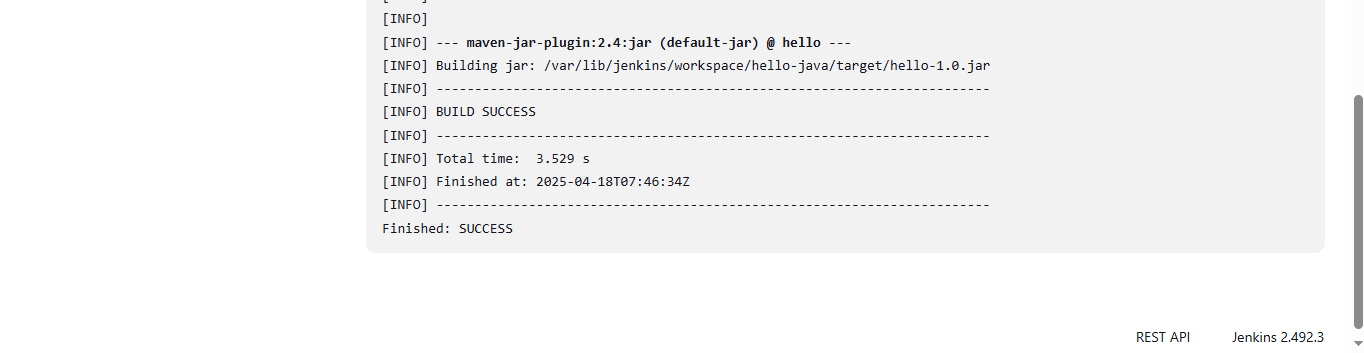 [INFO]
[INFO] --- maven-jar-plugin:2.4:jar (default-jar) @ hello ---
[INFO] Building jar: /var/lib/jenkins/workspace/hello-java/target/hello-1.0.jar
[INFO] ------------------------------------------------------------------------
[INFO] BUILD SUCCESS
[INFO] ------------------------------------------------------------------------
[INFO] Total time:  3.529 s
[INFO] Finished at: 2025-04-18T07:46:34Z
[INFO] ------------------------------------------------------------------------
Finished: SUCCESS
REST API Jenkins 2.492.3